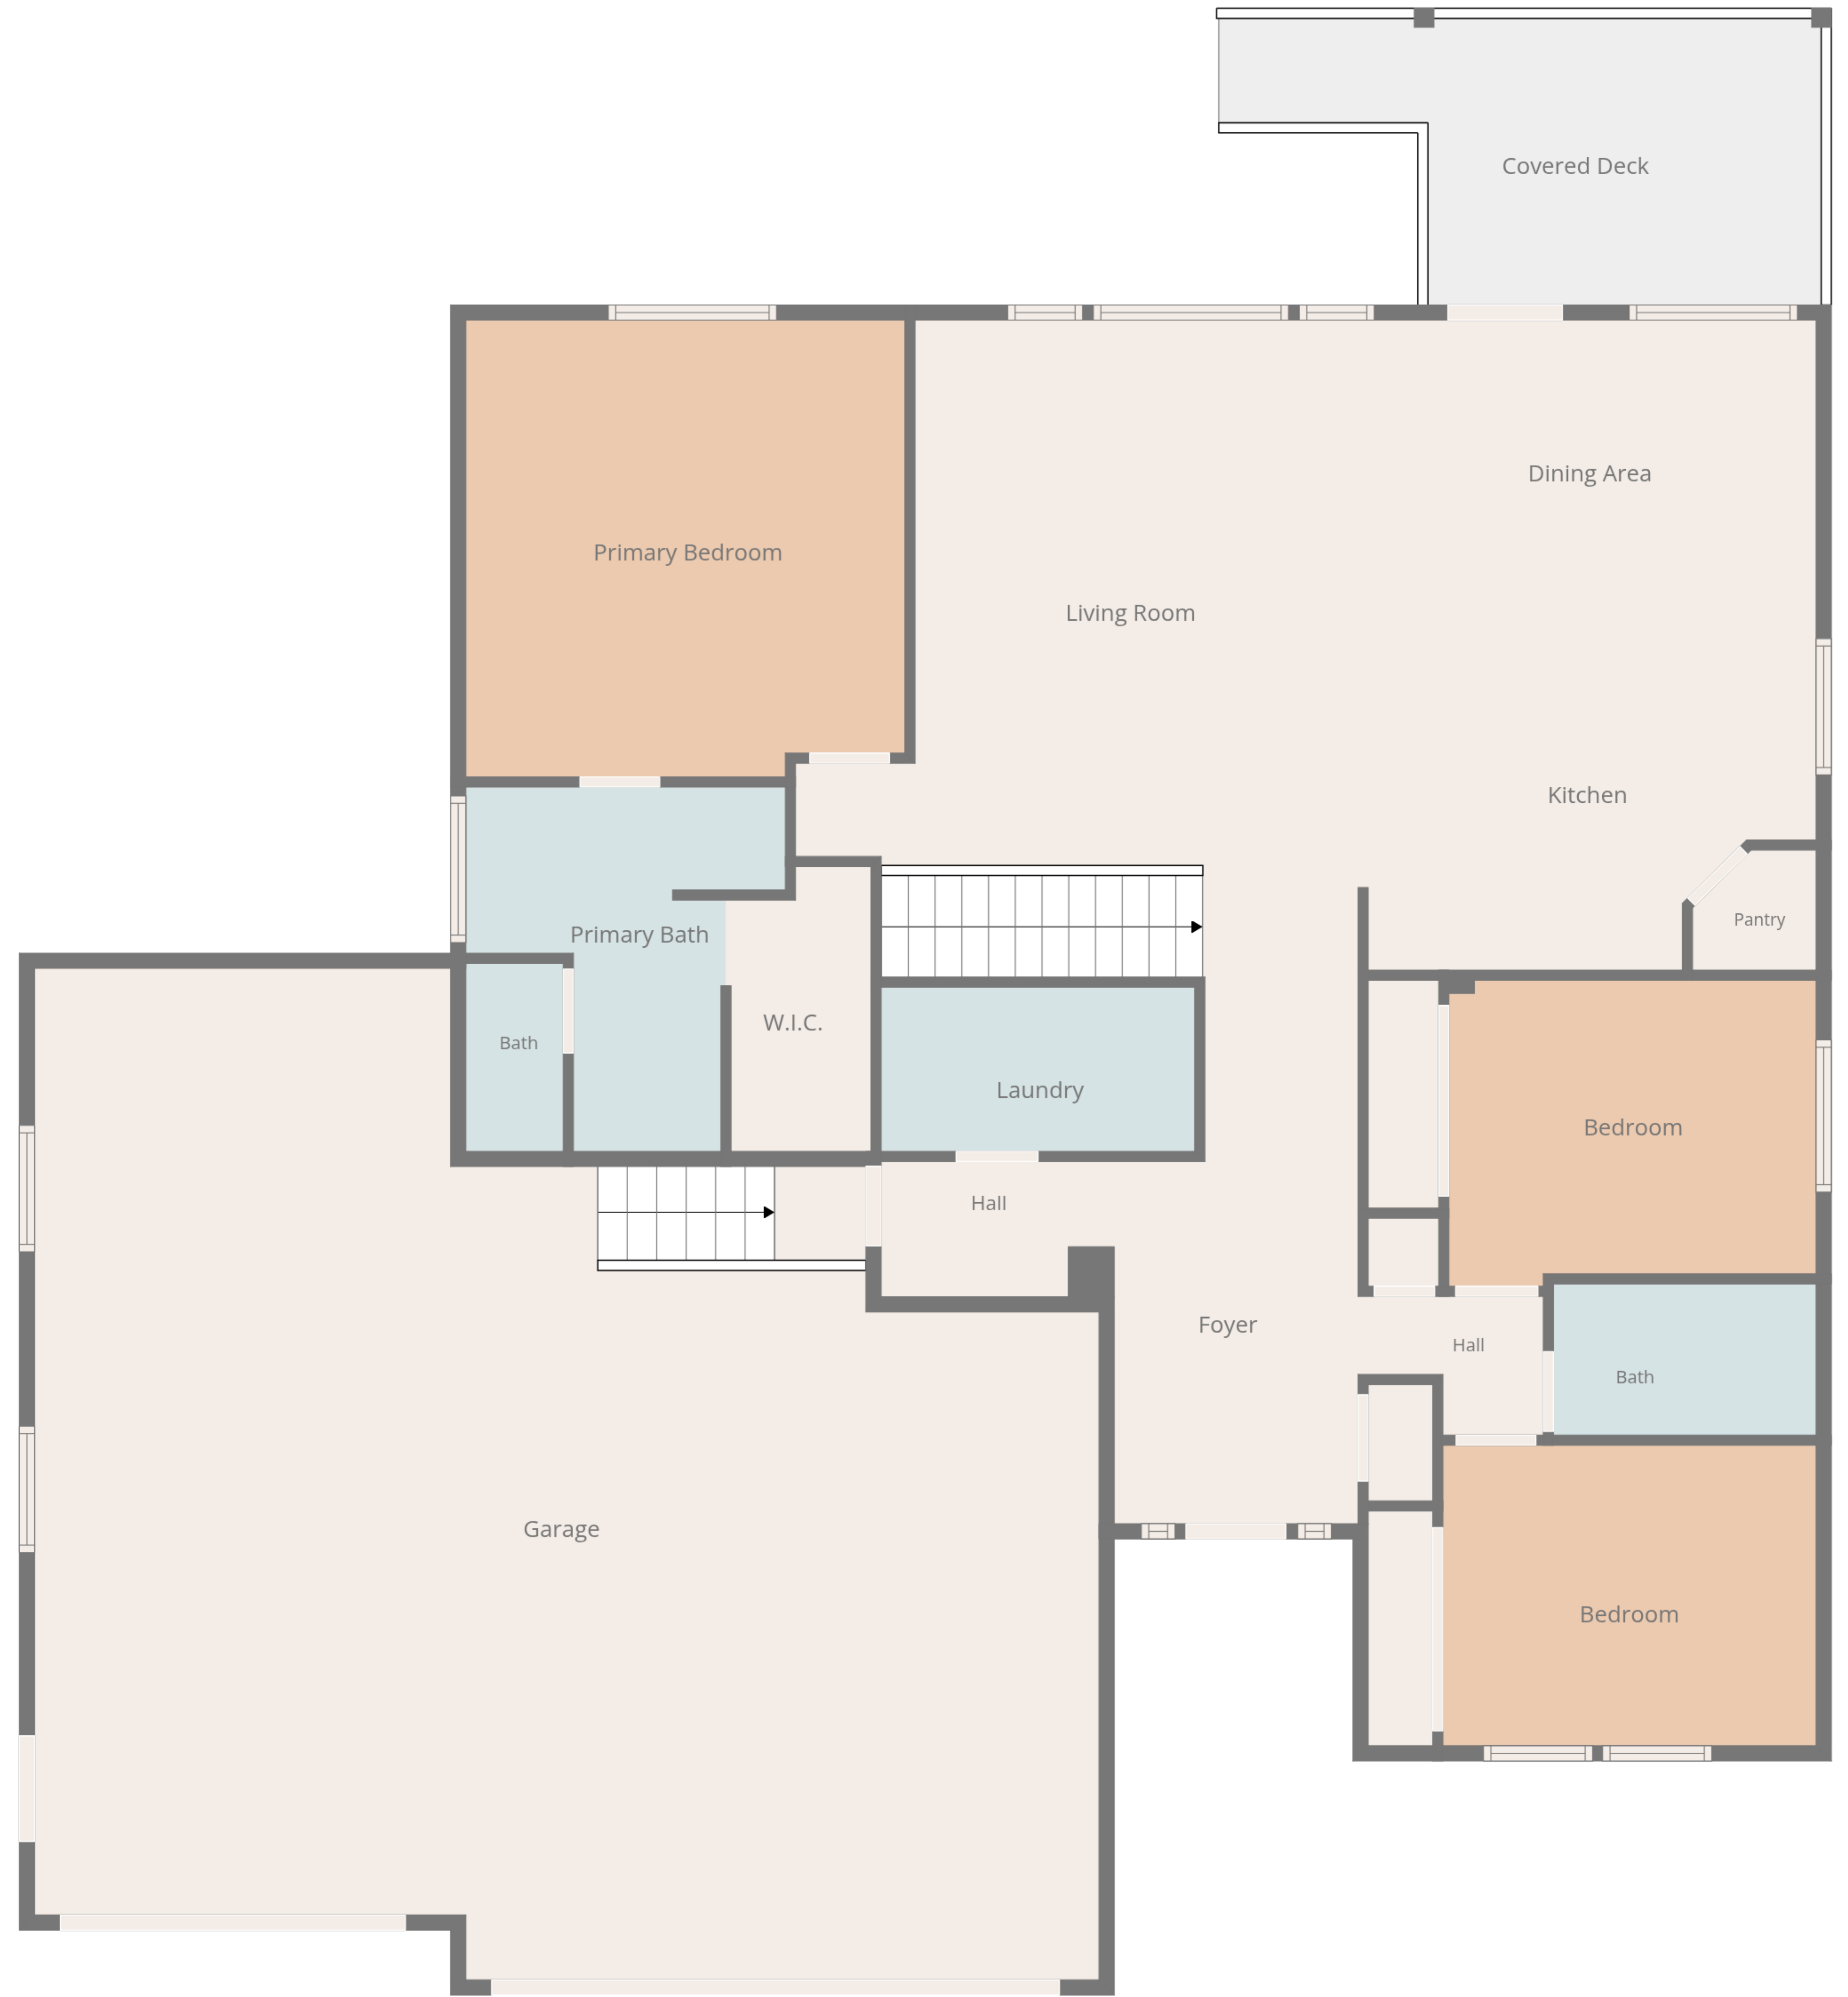 Covered Deck
Dining Area
Primary Bedroom
Living Room
Kitchen
Pantry
Primary Bath
W.I.C.
Bath
Laundry
Bedroom
Hall
Foyer
Hall
Bath
Garage
Bedroom